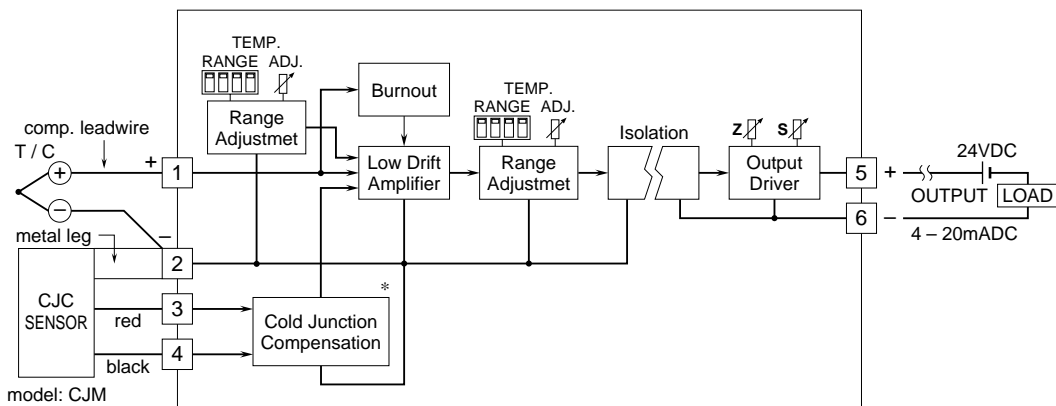 TEMP.
RANGE ADJ.
Burnout
TEMP.
RANGE ADJ.
Range
Adjustmet
comp. leadwire
T / C
+
+
1
Low Drift
Amplifier
Range
Adjustmet
Isolation
Z S
Output
Driver
5
+
24VDC
OUTPUT
LOAD
–
–
6
–
4 – 20mADC
metal leg
2
CJC
SENSOR
3
red
*
Cold Junction
Compensation
4
black
model: CJM